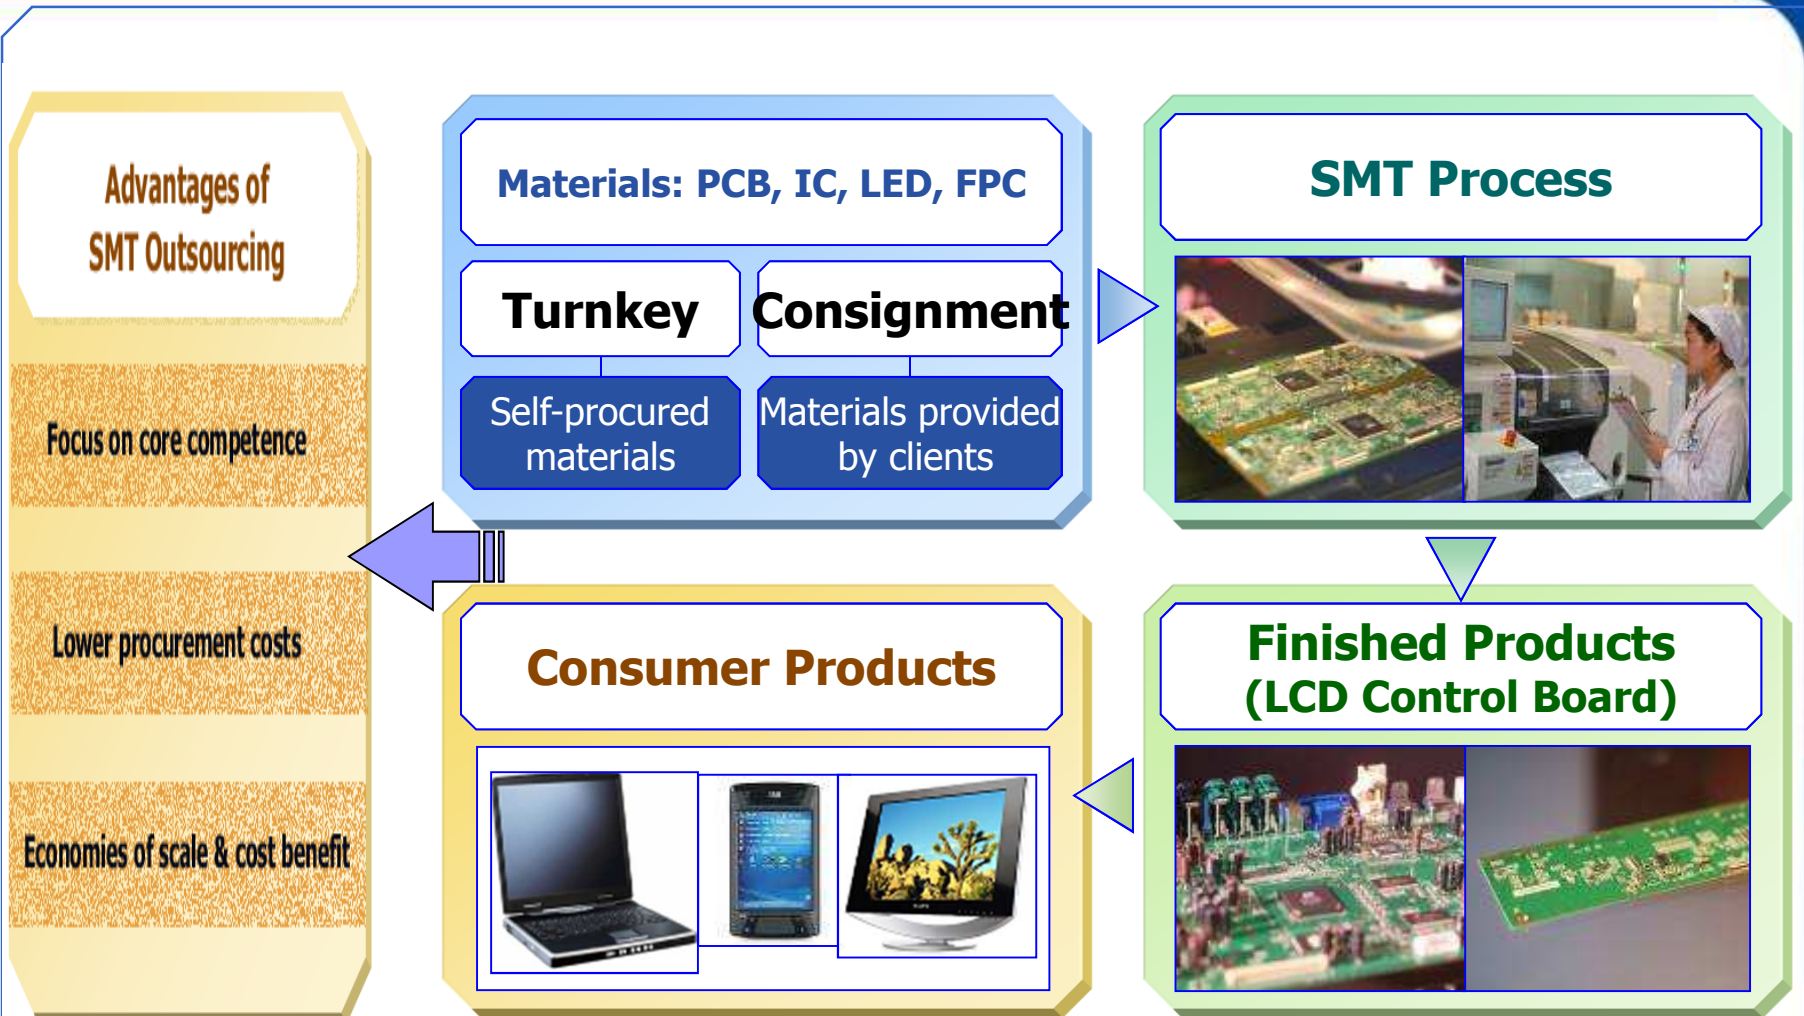 Advantages of
SMT Outsourcing
Focus on core competence
Lower procurement costs
Economies of scale & cost benefit
Materials: PCB, IC, LED, FPC
Turnkey
Self-procured
materials
Consignment
Materials provided
by clients
SMT Process
Finished Products
(LCD Control Board)
Consumer Products